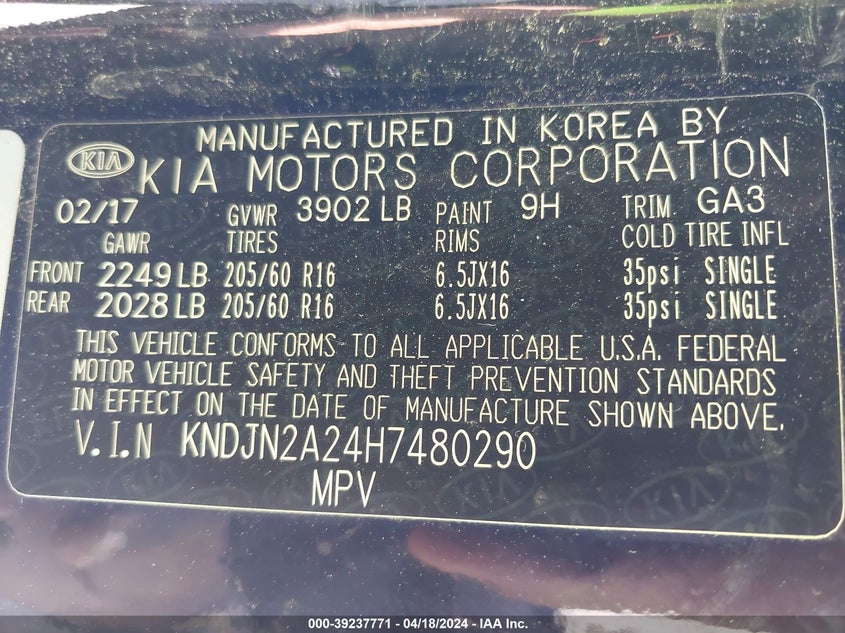 MANUFACTURED IN KOREA BY
KIA KIA MOTORS CORPORATION
02/17 GVWR 3902 LB PAINT 9H TRIM GA3
GAWR TIRES RIMS COLD TIRE INFL
FRONT 2249 LB 205/60 R16 6.5JX16 35psi SINGLE
REAR 2028 LB 205/60 R16 6.5JX16 35psi SINGLE
THIS VEHICLE CONFORMS TO ALL APPLICABLE U.S.A. FEDERAL
MOTOR VEHICLE SAFETY AND THEFT PREVENTION STANDARDS
IN EFFECT ON THE DATE OF MANUFACTURE SHOWN ABOVE.
V.I.N KNDJN2A24H7480290
MPV
000-39237771 - 04/18/2024 - IAA Inc.